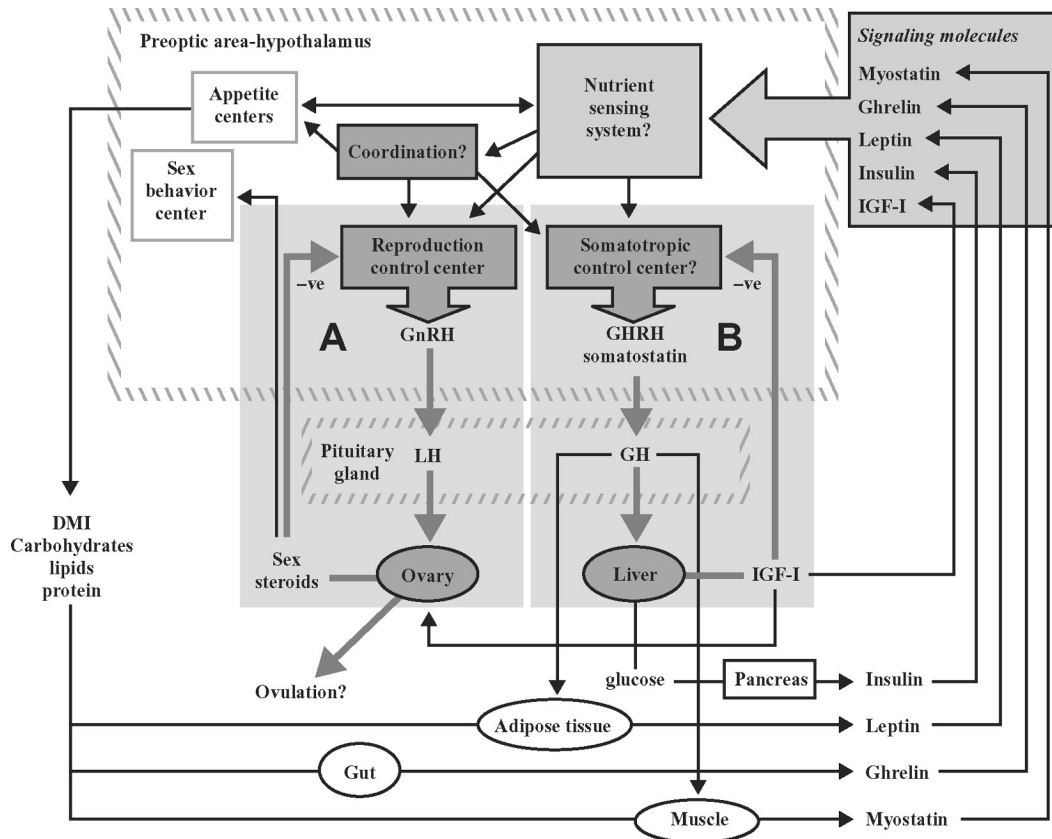 Preoptic area-hypothalamus
Signaling molecules
Myostatin
Ghrelin
Leptin
Insulin
IGF-I
Appetite
centers
Nutrient
sensing
system?
Coordination?
Sex
behavior
center
Reproduction
control center
Somatotropic
control center?
–ve
–ve
A
GnRH
GHRH
somatostatin
B
Pituitary
gland
LH
GH
DMI
Carbohydrates
lipids
protein
Sex
steroids
Ovary
Liver
IGF-I
Ovulation?
glucose
Pancreas
Insulin
Adipose tissue
Leptin
Gut
Ghrelin
Muscle
Myostatin